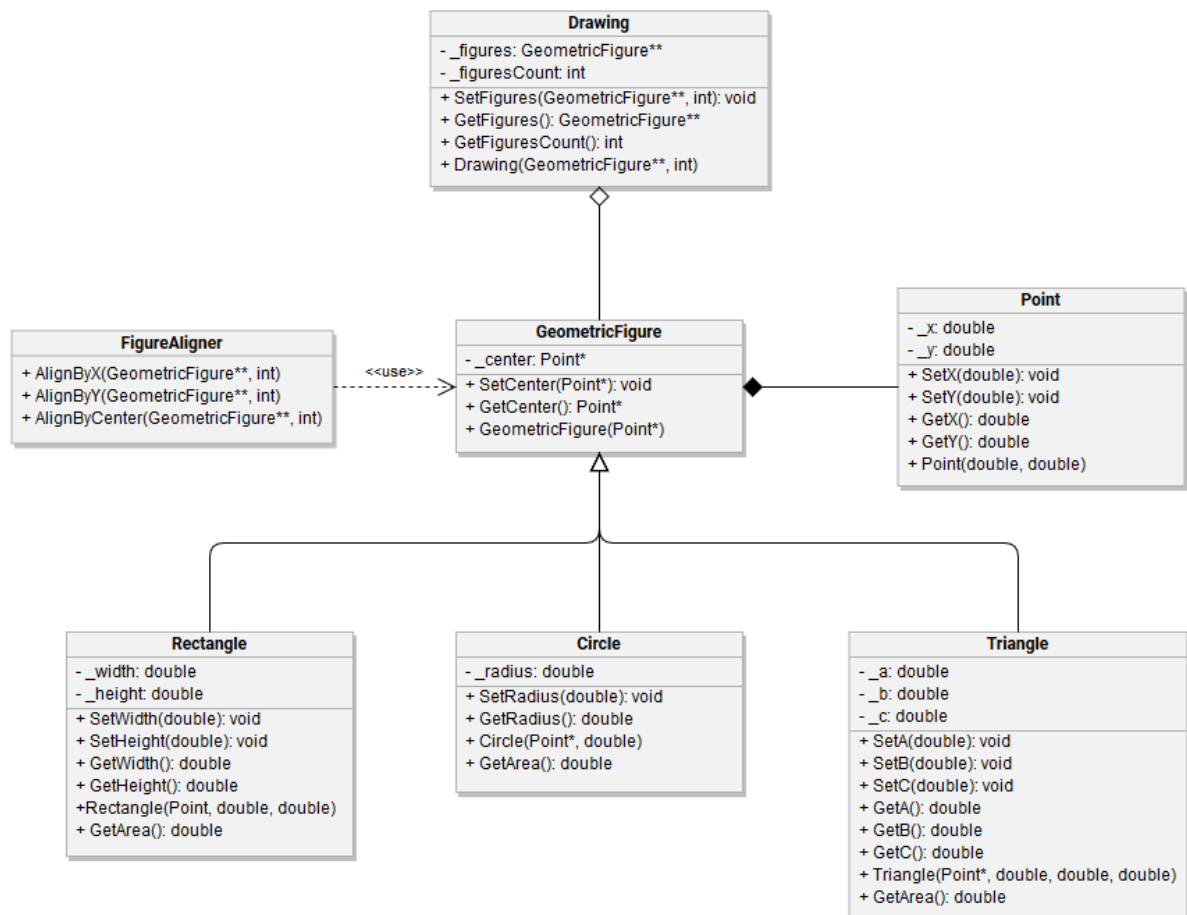 Drawing
- _figures: GeometricFigure**
- _figuresCount: int
+ SetFigures(GeometricFigure**, int): void
+ GetFigures(): GeometricFigure**
+ GetFiguresCount(): int
+ Drawing(GeometricFigure**, int)
FigureAligner
+ AlignByX(GeometricFigure**, int)
+ AlignByY(GeometricFigure**, int)
+ AlignByCenter(GeometricFigure**, int)
<<use>>
GeometricFigure
- _center: Point*
+ SetCenter(Point*): void
+ GetCenter(): Point*
+ GeometricFigure(Point*)
Point
- _x: double
- _y: double
+ SetX(double): void
+ SetY(double): void
+ GetX(): double
+ GetY(): double
+ Point(double, double)
Rectangle
- _width: double
- _height: double
+ SetWidth(double): void
+ SetHeight(double): void
+ GetWidth(): double
+ GetHeight(): double
+Rectangle(Point, double, double)
+ GetArea(): double
Circle
- _radius: double
+ SetRadius(double): void
+ GetRadius(): double
+ Circle(Point*, double)
+ GetArea(): double
Triangle
- _a: double
- _b: double
- _c: double
+ SetA(double): void
+ SetB(double): void
+ SetC(double): void
+ GetA(): double
+ GetB(): double
+ GetC(): double
+ Triangle(Point*, double, double, double)
+ GetArea(): double